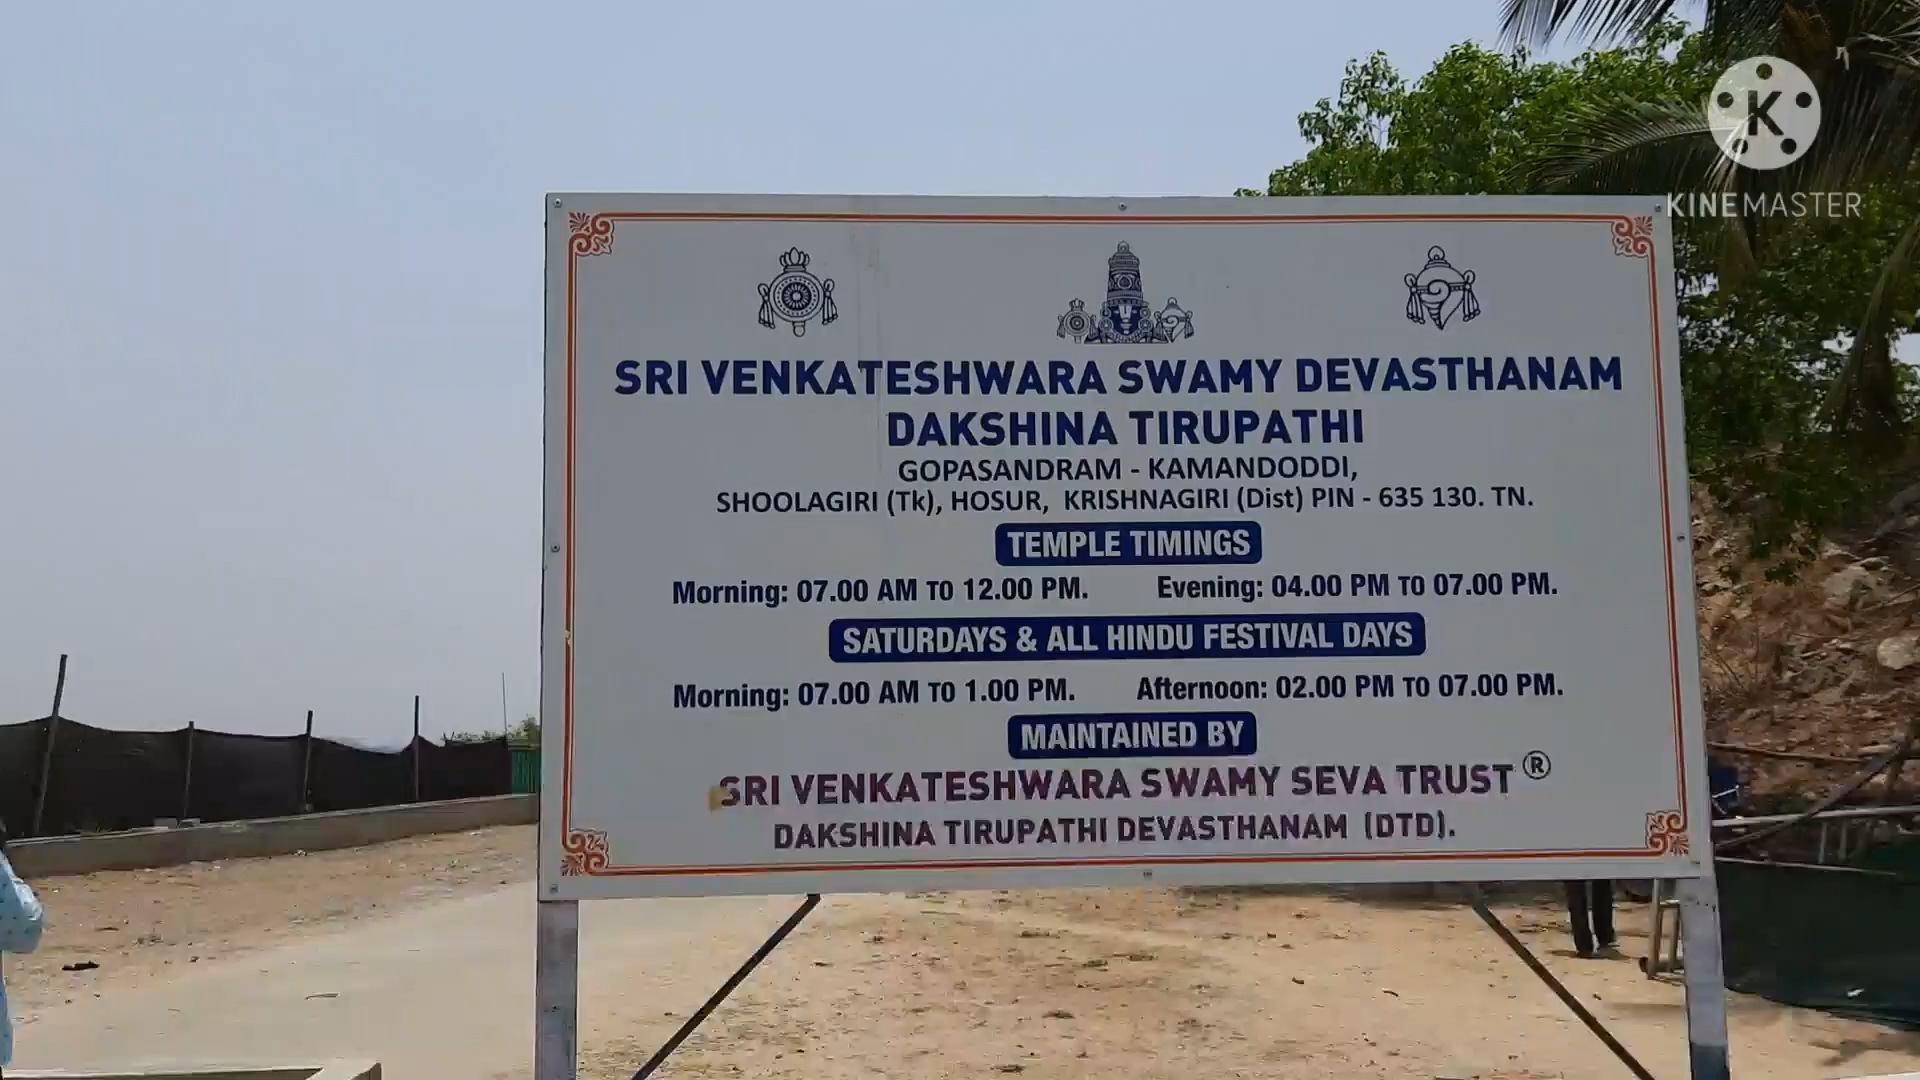 K
KINEMASTER
SRI VENKATESHWARA SWAMY DEVASTHANAM
DAKSHINA TIRUPATHI
GOPASANDRAM - KAMANDODDI,
SHOOLAGIRI (Tk), HOSUR, KRISHNAGIRI (Dist) PIN - 635 130. TN.
TEMPLE TIMINGS
Morning: 07.00 AM TO 12.00 PM. Evening: 04.00 PM TO 07.00 PM.
SATURDAYS & ALL HINDU FESTIVAL DAYS
Morning: 07.00 AM TO 1.00 PM. Afternoon: 02.00 PM TO 07.00 PM.
MAINTAINED BY
SRI VENKATESHWARA SWAMY SEVA TRUST ®
DAKSHINA TIRUPATHI DEVASTHANAM (DTD).